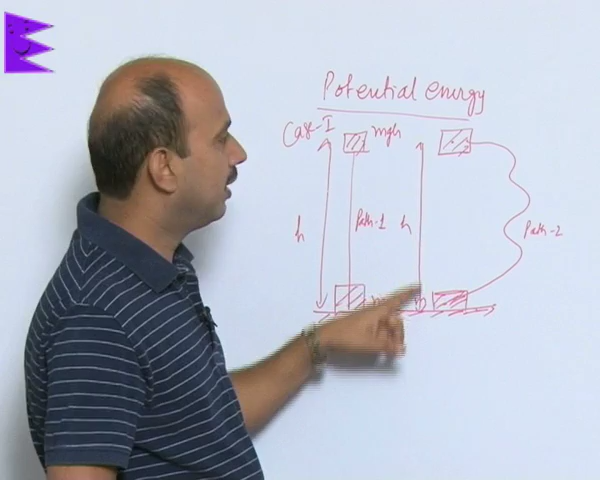 Potential energy
Case-I
mgh
h
Path-1
h
Path-2
m